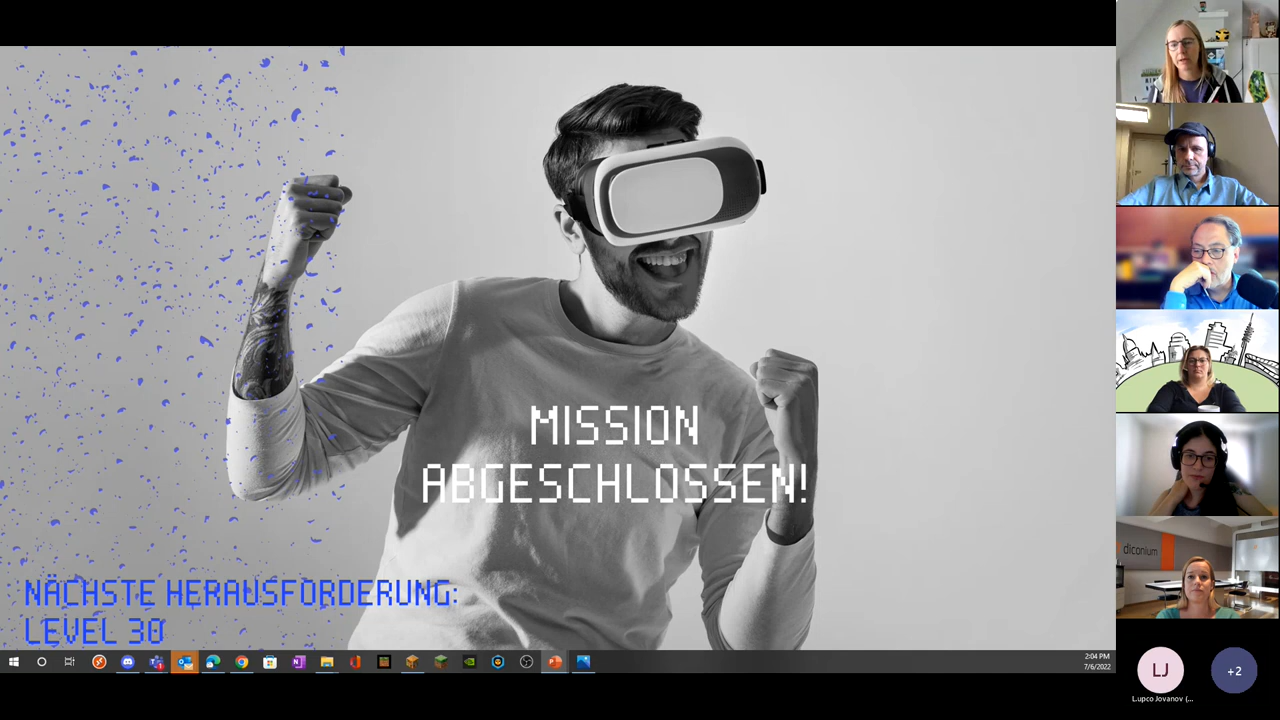 MISSION
ABGESCHLOSSEN!
NÄCHSTE HERAUSFORDERUNG:
LEVEL 30
2:04 PM
7/6/2022
diconium
LJ
+2
Lupco Jovanov (...